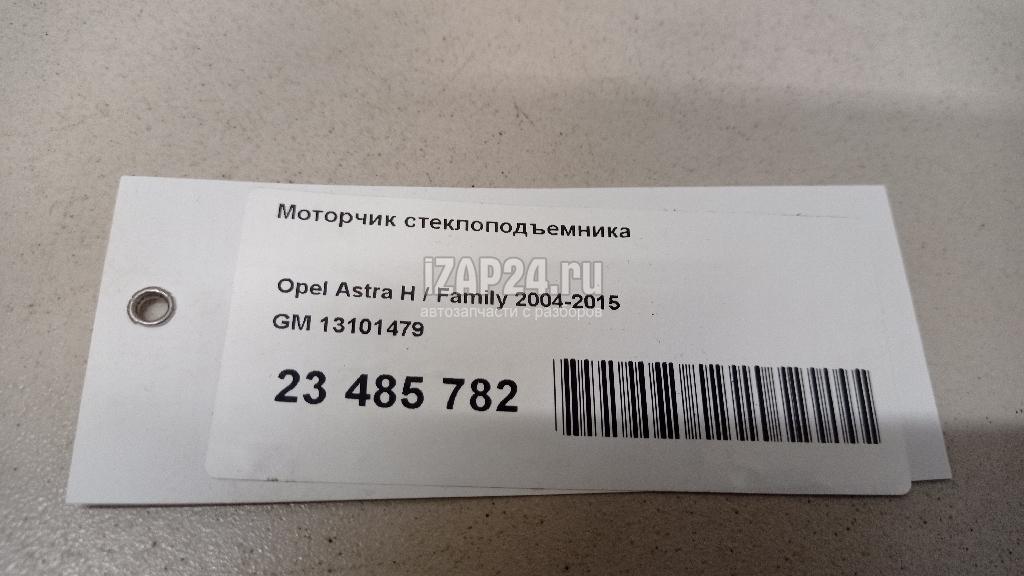 Моторчик стеклоподъемника
iZAP24.ru
Opel Astra H / Family 2004-2015
автозапчасти с разборов
GM 13101479
23 485 782